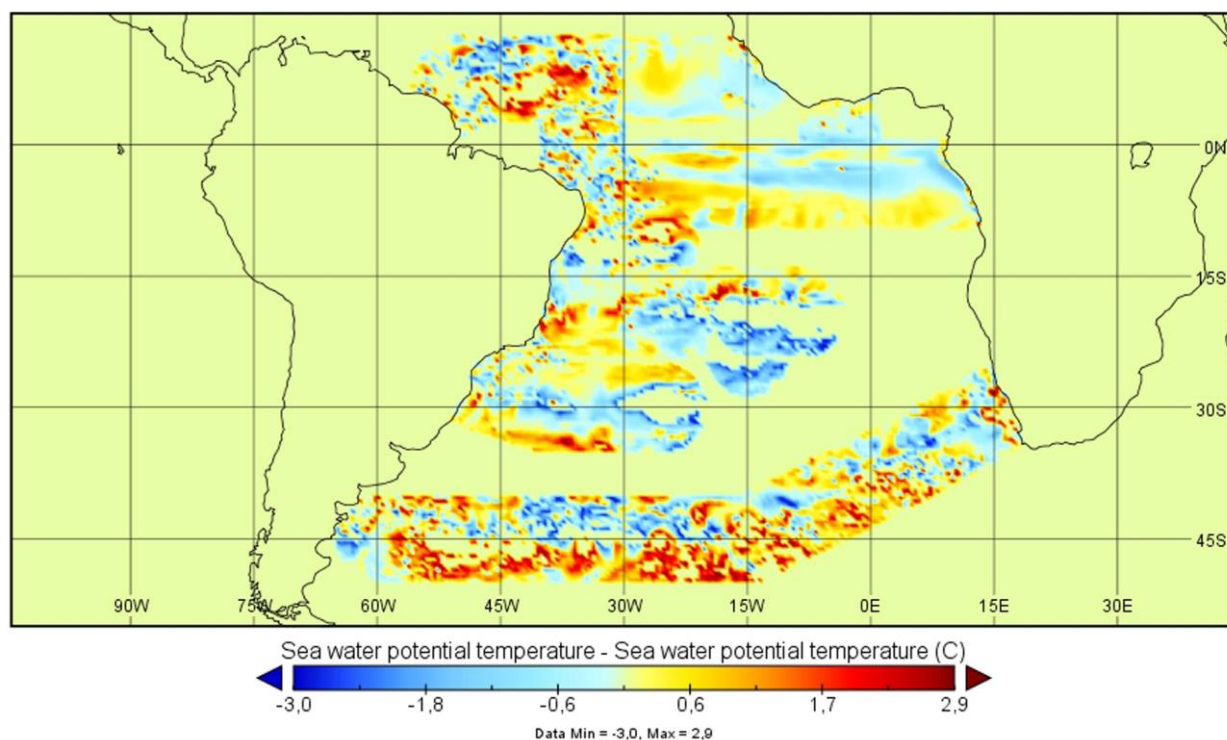 0N
15S
30S
45S
90W 75W 60W 45W 30W 15W 0E 15E 30E
Sea water potential temperature - Sea water potential temperature (C)
-3,0 -1,8 -0,6 0,6 1,7 2,9
Data Min = -3,0, Max = 2,9